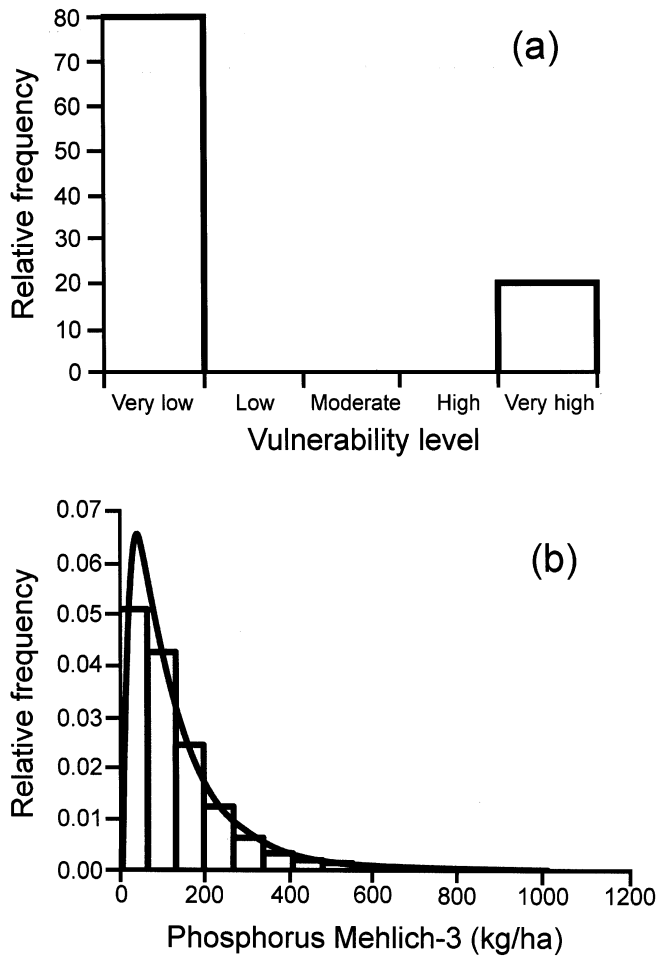 (a)
Relative frequency
80
70
60
50
40
30
20
10
0
Very low Low Moderate High Very high
Vulnerability level
(b)
Relative frequency
0.07
0.06
0.05
0.04
0.03
0.02
0.01
0.00
0 200 400 600 800 1000 1200
Phosphorus Mehlich-3 (kg/ha)